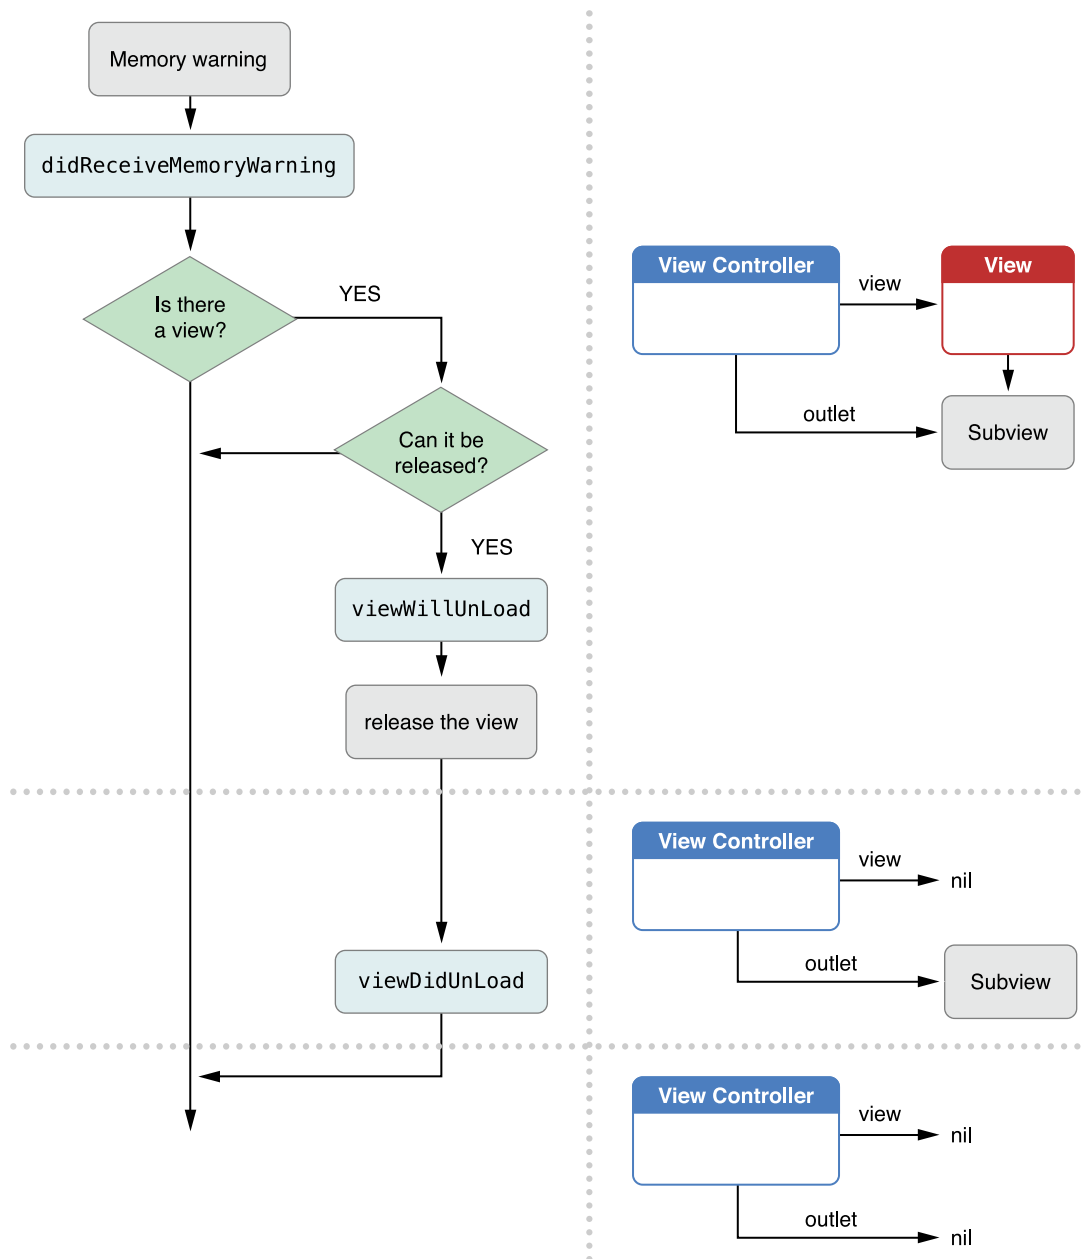 Memory warning
didReceiveMemoryWarning
Is there
a view?
YES
Can it be
released?
YES
viewWillUnLoad
release the view
viewDidUnLoad
View Controller
view
View
outlet
Subview
View Controller
view
nil
outlet
Subview
View Controller
view
nil
outlet
nil